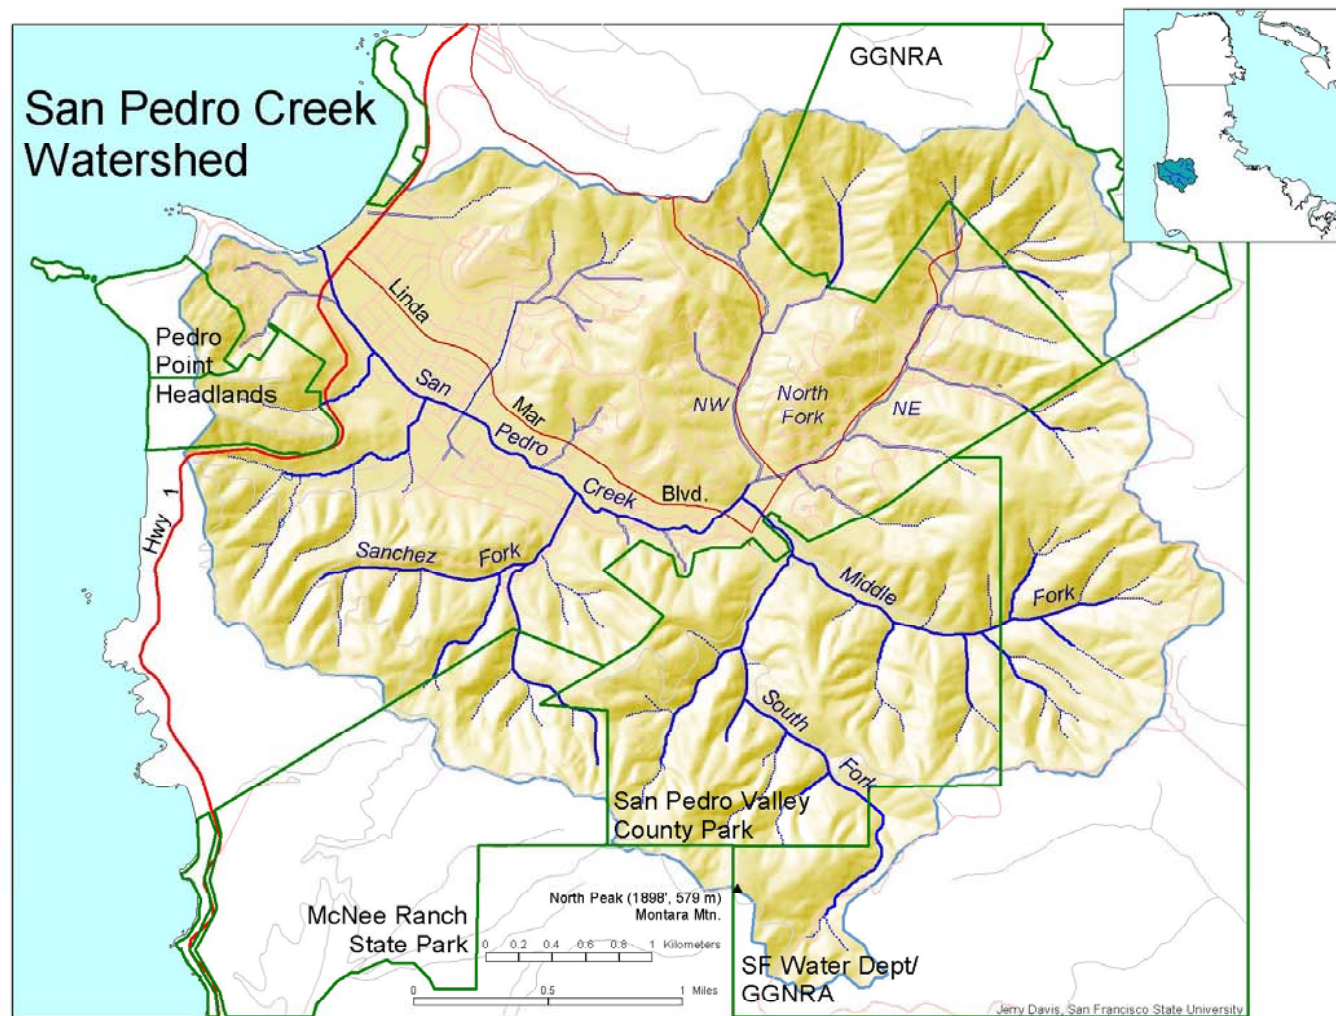 San Pedro Creek
Watershed
GGNRA
Pedro
Point
Headlands
Linda
Mar
Blvd.
San
Pedro
Creek
NW
North
Fork
NE
Hwy 1
Sanchez Fork
Middle Fork
South
Fork
San Pedro Valley
County Park
North Peak (1898', 579 m)
Montara Mtn.
McNee Ranch
State Park
0 0.2 0.4 0.6 0.8 1 Kilometers
0 0.5 1 Miles
SF Water Dept/
GGNRA
Jerry Davis, San Francisco State University